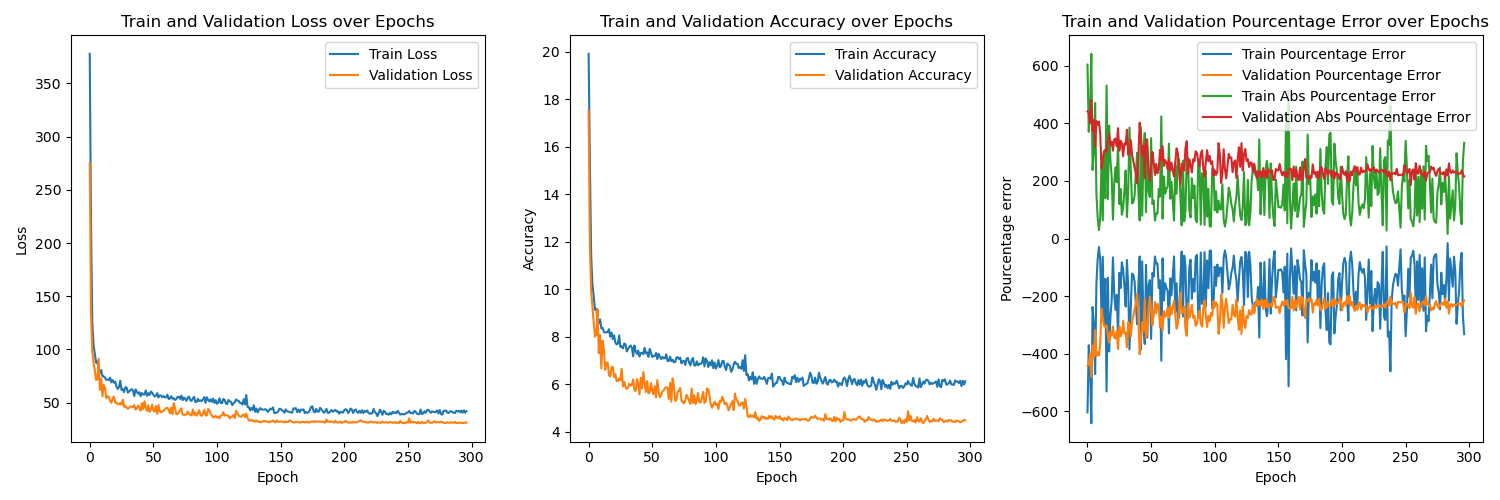 Train and Validation Loss over Epochs
Train Loss
Validation Loss
350
300
250
200
150
100
50
Loss
0 50 100 150 200 250 300
Epoch
Train and Validation Accuracy over Epochs
Train Accuracy
Validation Accuracy
20
18
16
14
12
10
8
6
4
Accuracy
0 50 100 150 200 250 300
Epoch
Train and Validation Pourcentage Error over Epochs
Train Pourcentage Error
Validation Pourcentage Error
Train Abs Pourcentage Error
Validation Abs Pourcentage Error
600
400
200
0
−200
−400
−600
Pourcentage error
0 50 100 150 200 250 300
Epoch